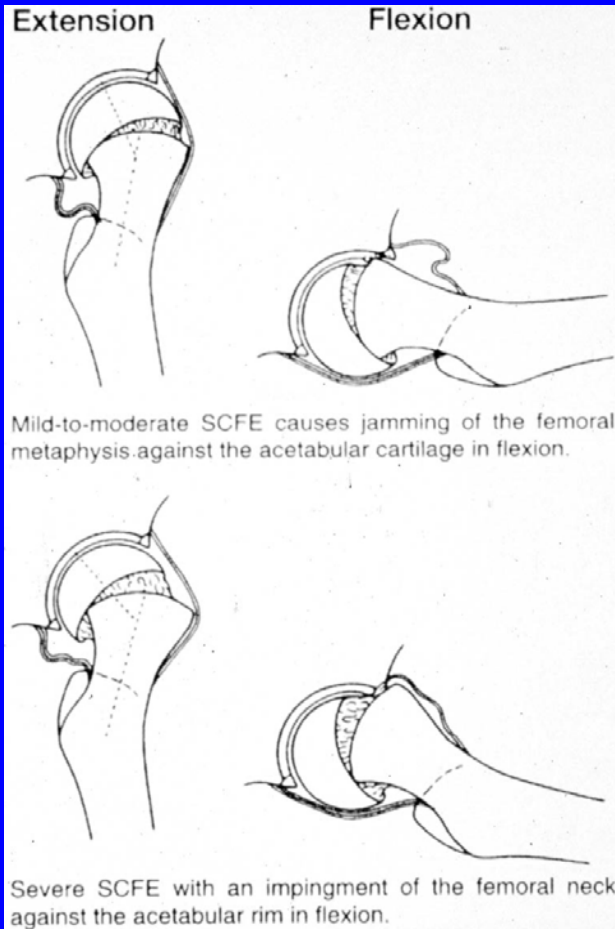 Extension
Flexion
Mild-to-moderate SCFE causes jamming of the femoral
metaphysis against the acetabular cartilage in flexion.
Severe SCFE with an impingment of the femoral neck
against the acetabular rim in flexion.